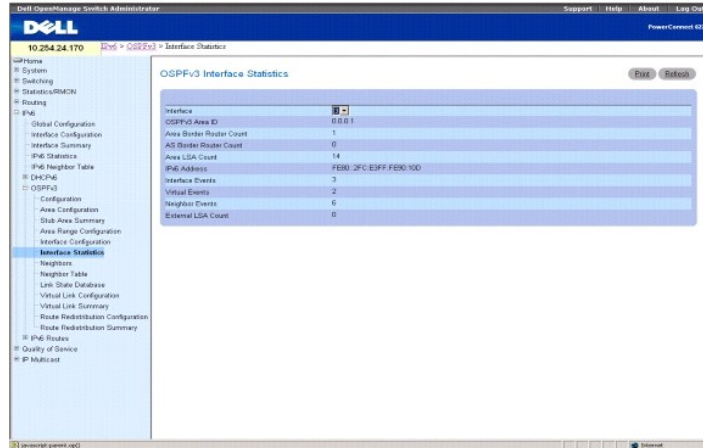 Dell OpenManage Switch Administrator
Support Help About Log Out
DELL
PowerConnect
10.254.24.170
IPv6 > OSPFv3 > Interface Statistics
Home
System
Switching
Statistics/RMON
Routing
IPv6
Global Configuration
Interface Configuration
Interface Summary
IPv6 Statistics
IPv6 Neighbor Table
DHCPv6
OSPFv3
Configuration
Area Configuration
Stub Area Summary
Area Range Configuration
Interface Configuration
Interface Statistics
Neighbors
Neighbor Table
Link State Database
Virtual Link Configuration
Virtual Link Summary
Route Redistribution Configuration
Route Redistribution Summary
IPv6 Routes
Quality of Service
IP Multicast
OSPFv3 Interface Statistics
Print Refresh
Interface
OSPFv3 Area ID 0.0.0.1
Area Border Router Count 1
AS Border Router Count 0
Area LSA Count 14
IPv6 Address FE80::2FC:E3FF:FE90:10D
Interface Events 3
Virtual Events 2
Neighbor Events 6
External LSA Count 0
Internet